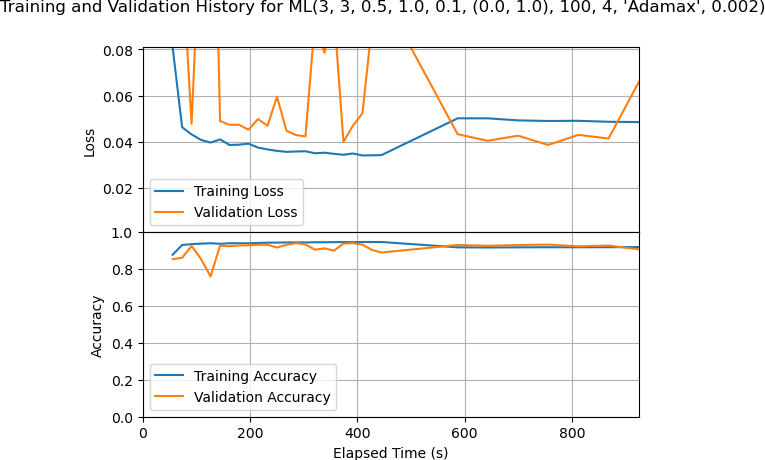 Training and Validation History for ML(3, 3, 0.5, 1.0, 0.1, (0.0, 1.0), 100, 4, 'Adamax', 0.002)
0.08
0.06
0.04
0.02
Loss
Training Loss
Validation Loss
1.0
0.8
0.6
0.4
0.2
0.0
Accuracy
Training Accuracy
Validation Accuracy
0
200
400
600
800
Elapsed Time (s)